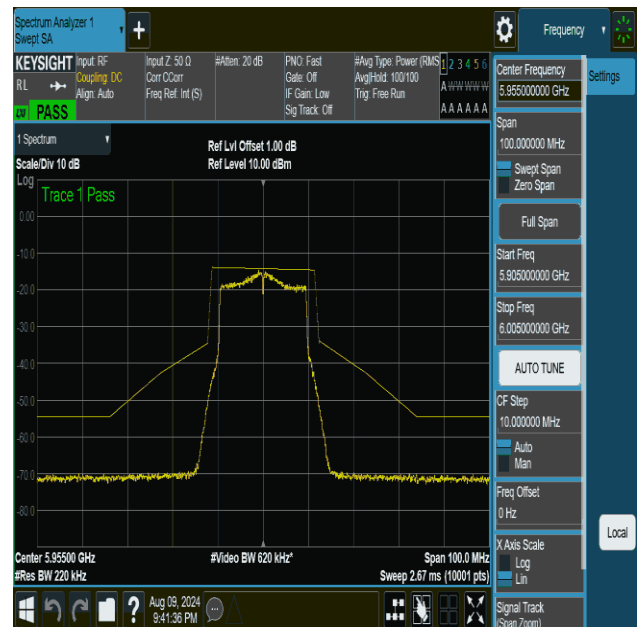 Spectrum Analyzer 1
Swept SA
+
Frequency
KEYSIGHT
RL
PASS
Input: RF
Coupling: DC
Align: Auto
Input Z: 50 Ω
Corr CCorr
Freq Ref: Int (S)
#Atten: 20 dB
PNO: Fast
Gate: Off
IF Gain: Low
Sig Track: Off
#Avg Type: Power (RMS
Avg|Hold: 100/100
Trig: Free Run
1 2 3 4 5 6
A W W W W W
A A A A A A
Center Frequency
5.955000000 GHz
Settings
Span
100.000000 MHz
Swept Span
Zero Span
Full Span
Start Freq
5.905000000 GHz
Stop Freq
6.005000000 GHz
AUTO TUNE
CF Step
10.000000 MHz
Auto
Man
Freq Offset
0 Hz
X Axis Scale
Log
Lin
Local
Signal Track
(Span Zoom)
1 Spectrum
Scale/Div 10 dB
Ref Lvl Offset 1.00 dB
Ref Level 10.00 dBm
Log
Trace 1 Pass
0.00
-10.0
-20.0
-30.0
-40.0
-50.0
-60.0
-70.0
-80.0
Center 5.95500 GHz
#Video BW 620 kHz*
Span 100.0 MHz
#Res BW 220 kHz
Sweep 2.67 ms (10001 pts)
?
Aug 09, 2024
9:41:36 PM